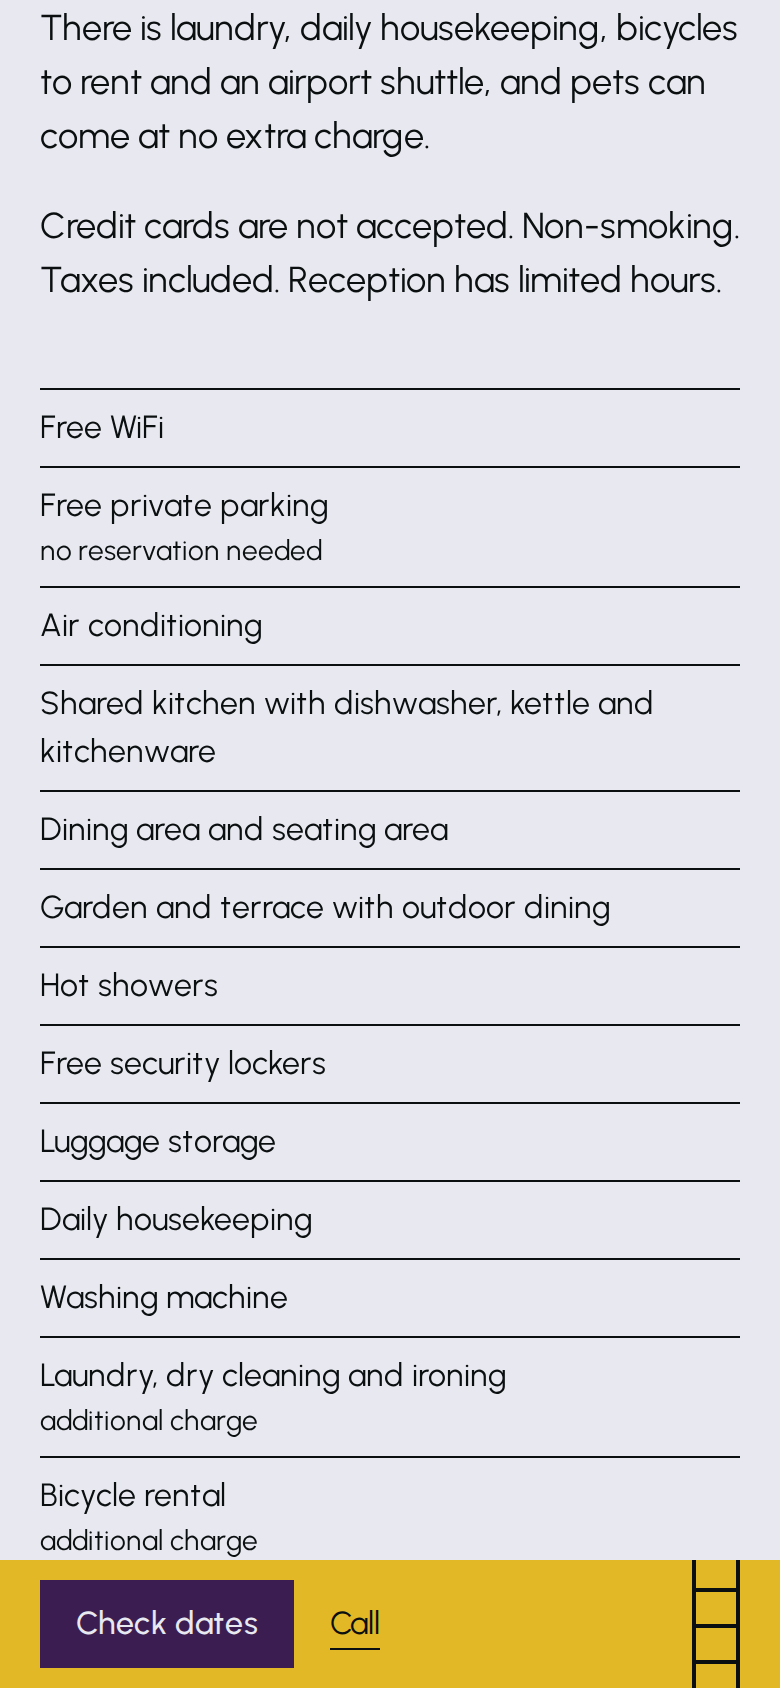 There is laundry, daily housekeeping, bicycles
to rent and an airport shuttle, and pets can
come at no extra charge.
Credit cards are not accepted. Non-smoking.
Taxes included. Reception has limited hours.
Free WiFi
Free private parking
no reservation needed
Air conditioning
Shared kitchen with dishwasher, kettle and
kitchenware
Dining area and seating area
Garden and terrace with outdoor dining
Hot showers
Free security lockers
Luggage storage
Daily housekeeping
Washing machine
Laundry, dry cleaning and ironing
additional charge
Bicycle rental
additional charge
Check dates
Call